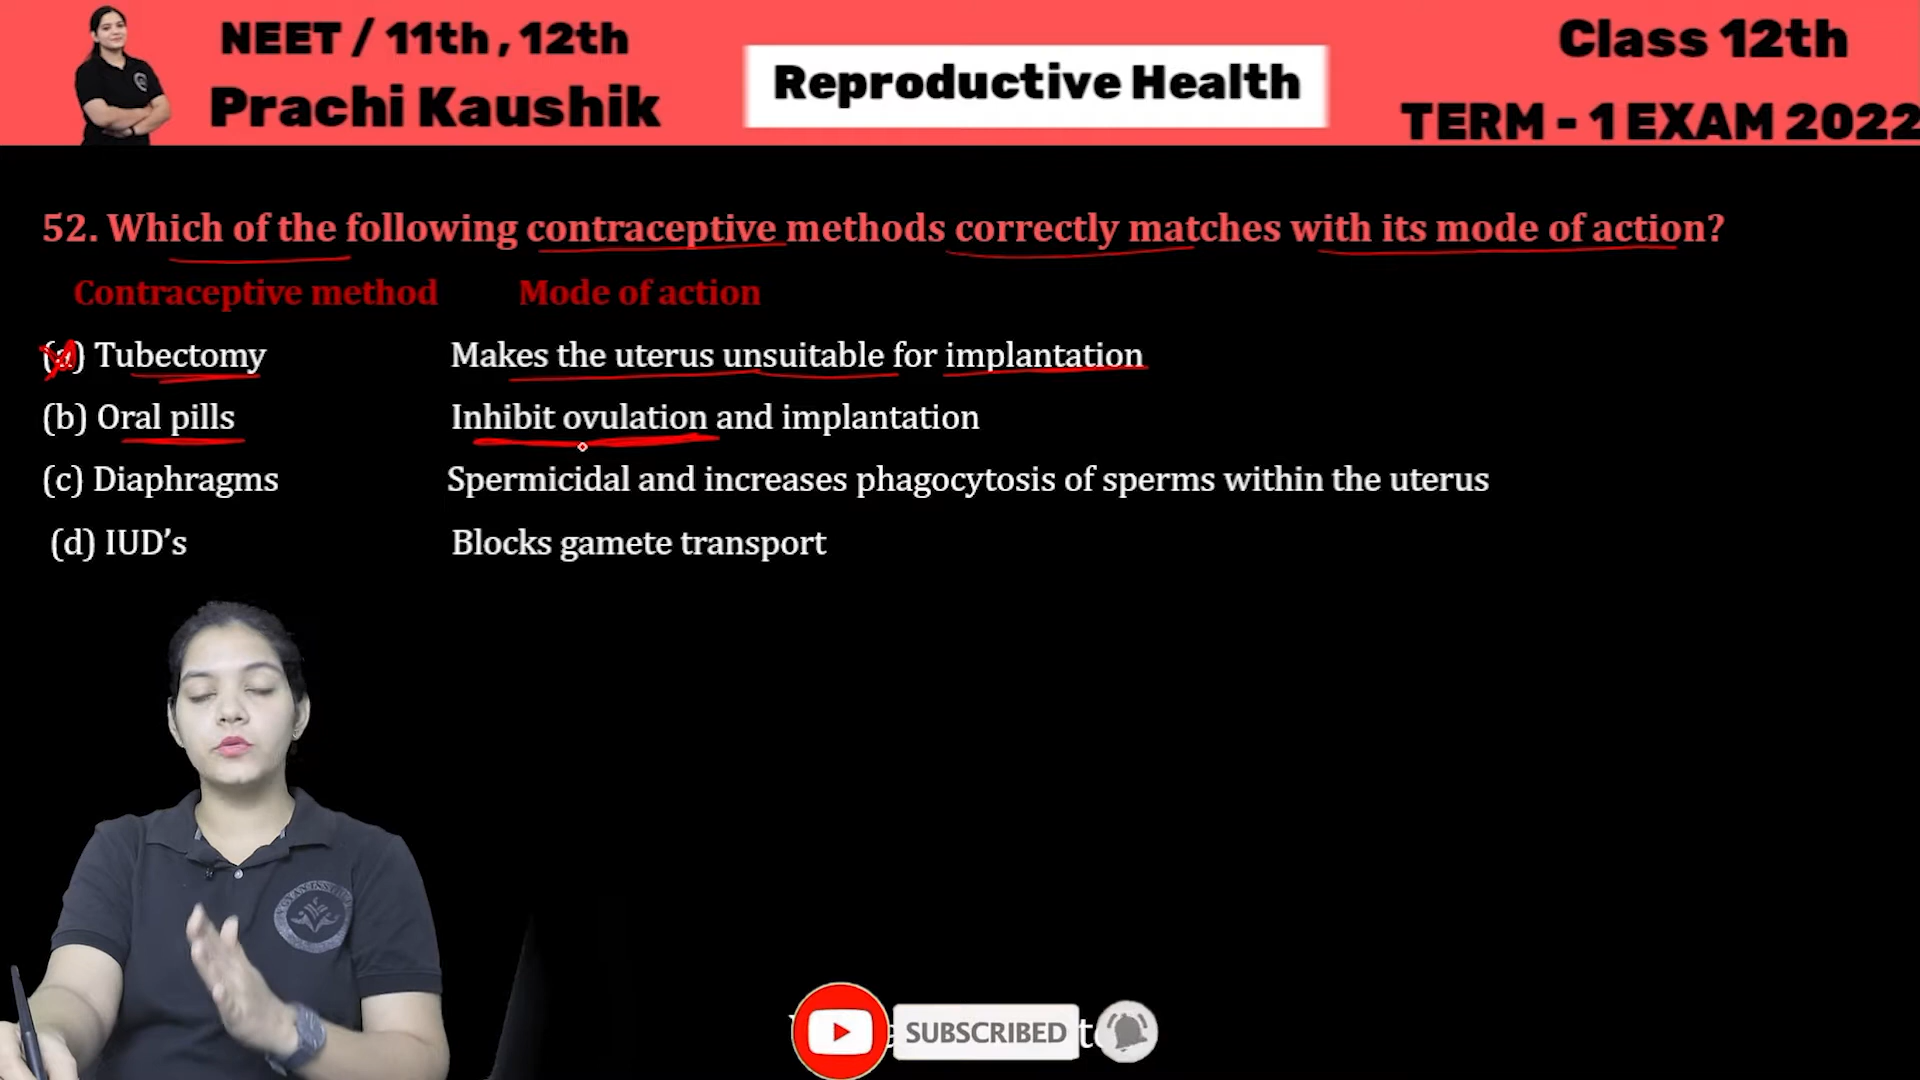 NEET / 11th , 12th
Prachi Kaushik
Reproductive Health
Class 12th
TERM - 1 EXAM 2022
52. Which of the following contraceptive methods correctly matches with its mode of action?
Contraceptive method Mode of action
(a) Tubectomy Makes the uterus unsuitable for implantation
(b) Oral pills Inhibit ovulation and implantation
(c) Diaphragms Spermicidal and increases phagocytosis of sperms within the uterus
(d) IUD’s Blocks gamete transport
SUBSCRIBED